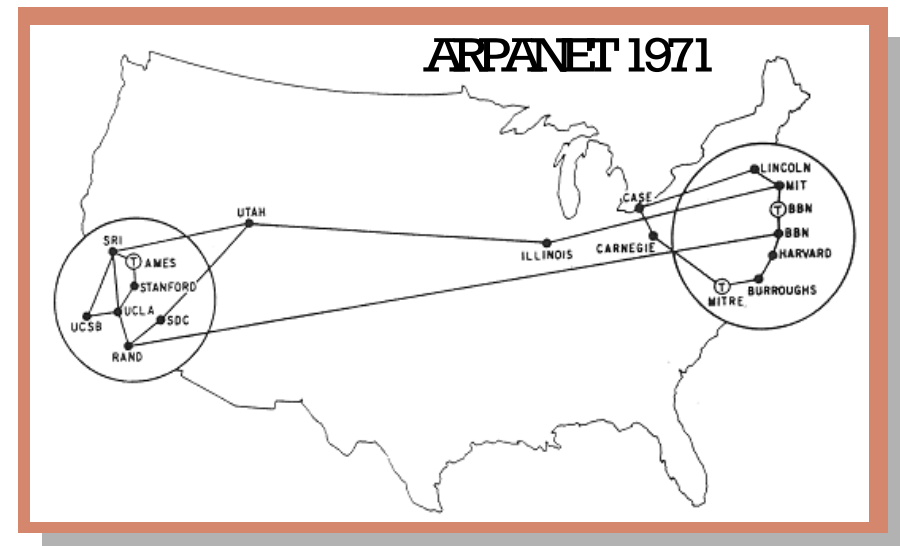 ARPANET 1971
LINCOLN
MIT
CASE
T BBN
UTAH
BBN
SRI
CARNEGIE
ILLINOIS
HARVARD
T AMES
STANFORD
T
BURROUGHS
MITRE
UCLA
SDC
UCSB
RAND